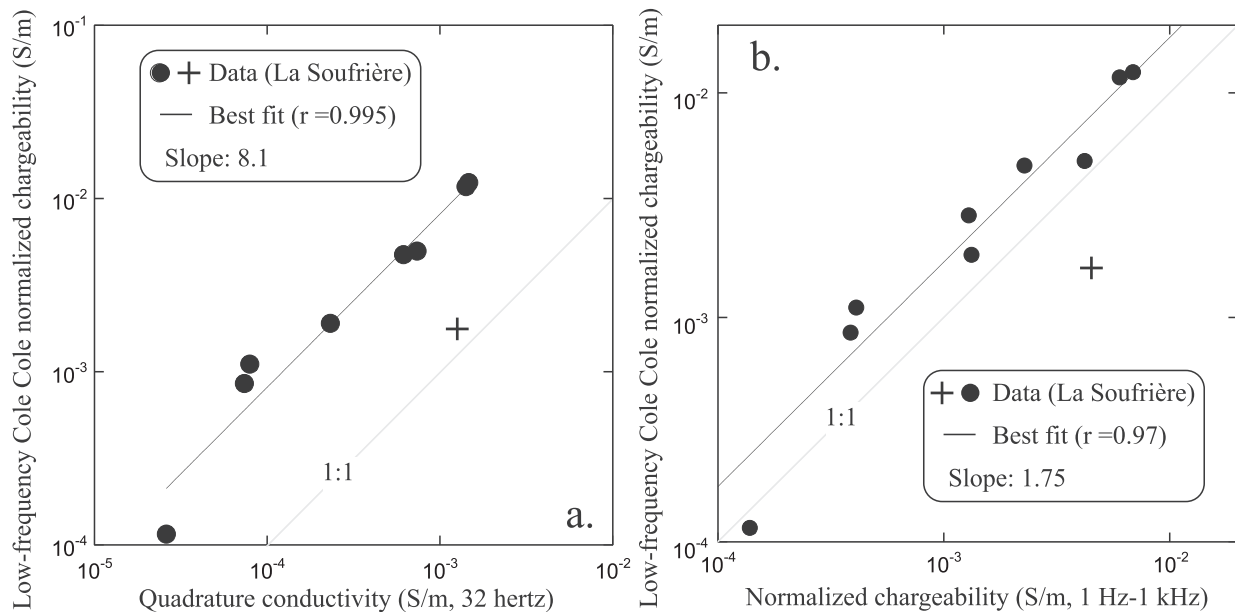 Low-frequency Cole Cole normalized chargeability (S/m)
10-1
10-2
10-3
10-4
Data (La Soufrière)
Best fit (r =0.995)
Slope: 8.1
1:1
a.
10-5
10-4
10-3
10-2
Quadrature conductivity (S/m, 32 hertz)
Low-frequency Cole Cole normalized chargeability (S/m)
b.
10-2
10-3
10-4
1:1
Data (La Soufrière)
Best fit (r =0.97)
Slope: 1.75
10-4
10-3
10-2
Normalized chargeability (S/m, 1 Hz-1 kHz)